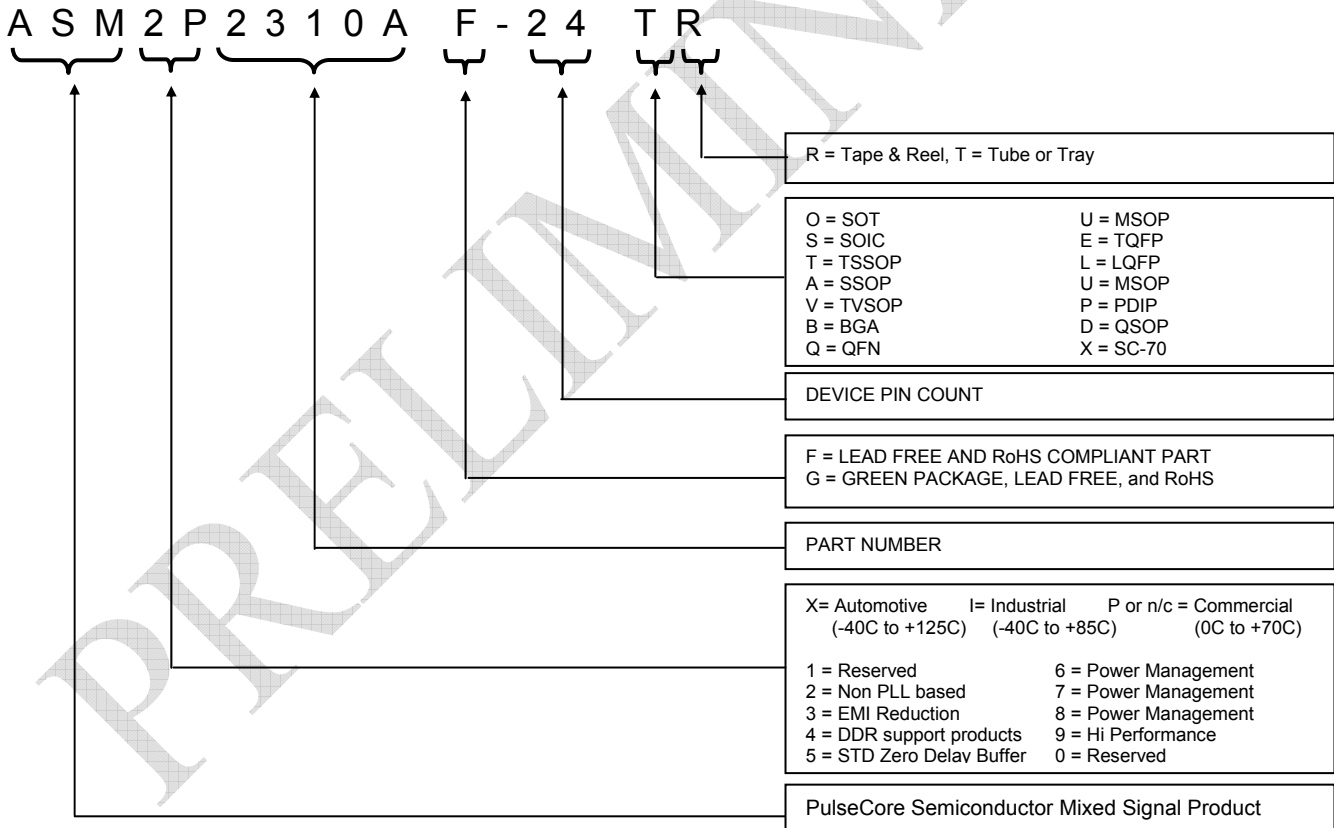 A S M 2 P 2 3 1 0 A F - 2 4 T R
R = Tape & Reel, T = Tube or Tray
O = SOT U = MSOP
S = SOIC E = TQFP
T = TSSOP L = LQFP
A = SSOP U = MSOP
V = TVSOP P = PDIP
B = BGA D = QSOP
Q = QFN X = SC-70
DEVICE PIN COUNT
F = LEAD FREE AND RoHS COMPLIANT PART
G = GREEN PACKAGE, LEAD FREE, and RoHS
PART NUMBER
X= Automotive I= Industrial P or n/c = Commercial
(-40C to +125C) (-40C to +85C) (0C to +70C)
1 = Reserved 6 = Power Management
2 = Non PLL based 7 = Power Management
3 = EMI Reduction 8 = Power Management
4 = DDR support products 9 = Hi Performance
5 = STD Zero Delay Buffer 0 = Reserved
PulseCore Semiconductor Mixed Signal Product
PRELIMIN